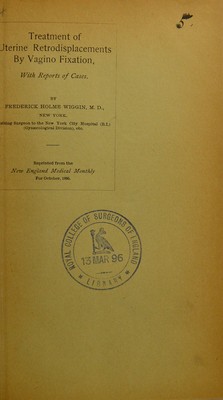 Treatment of
Uterine Retrodisplacements
By Vagino Fixation,
With Reports of Cases.
BY
FREDERICK HOLME WIGGIN, M. D.,
NEW YORK,
siting Surgeon to the New York City Hospital (B.I.)
(Gynæcological Division), etc.
Reprinted from the
New England Medical Monthly
For October, 1895.
ROYAL COLLEGE OF SURGEONS OF ENGLAND
13 MAR 96
LIBRARY